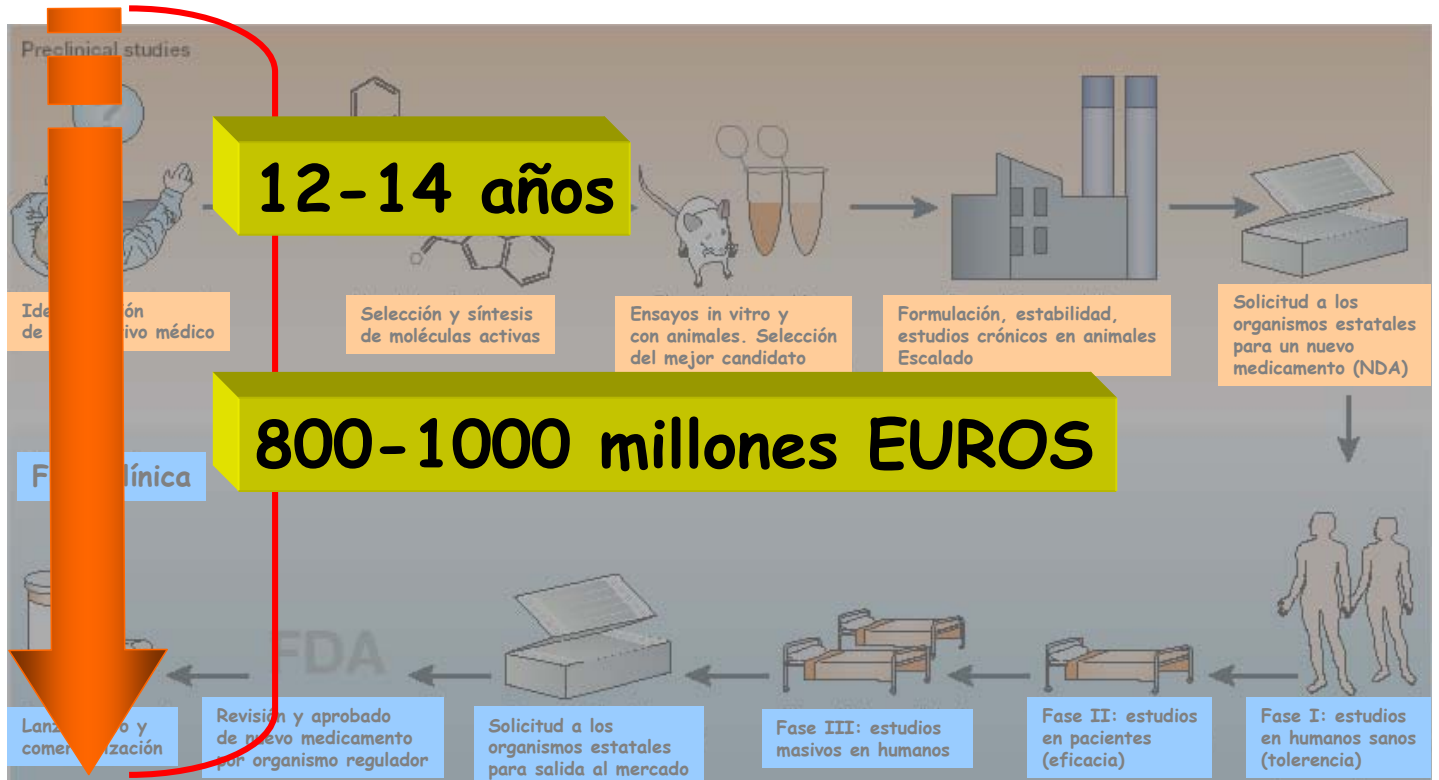 Preclinical studies
?
12-14 años
de
médico
Selección y síntesis
de moléculas activas
Ensayos in vitro y
con animales. Selección
del mejor candidato
Formulación, estabilidad,
estudios crónicos en animales
Escalado
Solicitud a los
organismos estatales
para un nuevo
medicamento (NDA)
800-1000 millones EUROS
FDA
y
Revisión y aprobado
de nuevo medicamento
por organismo regulador
Solicitud a los
organismos estatales
para salida al mercado
Fase III: estudios
masivos en humanos
Fase II: estudios
en pacientes
(eficacia)
Fase I: estudios
en humanos sanos
(tolerencia)